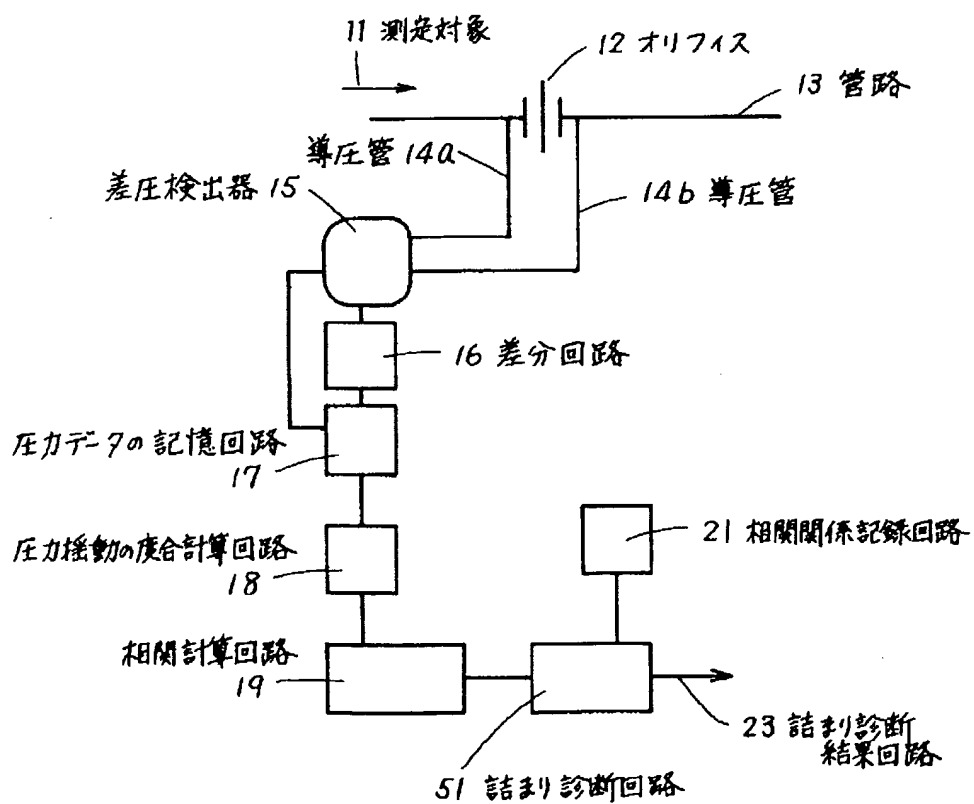 11 測定対象
12 オリフィス
13 管路
導圧管 14a
差圧検出器 15
14b 導圧管
16 差分回路
圧力データの記憶回路
17
圧力揺動の度合計算回路
18
21 相関関係記録回路
相関計算回路
19
23 詰まり診断
結果回路
51 詰まり診断回路